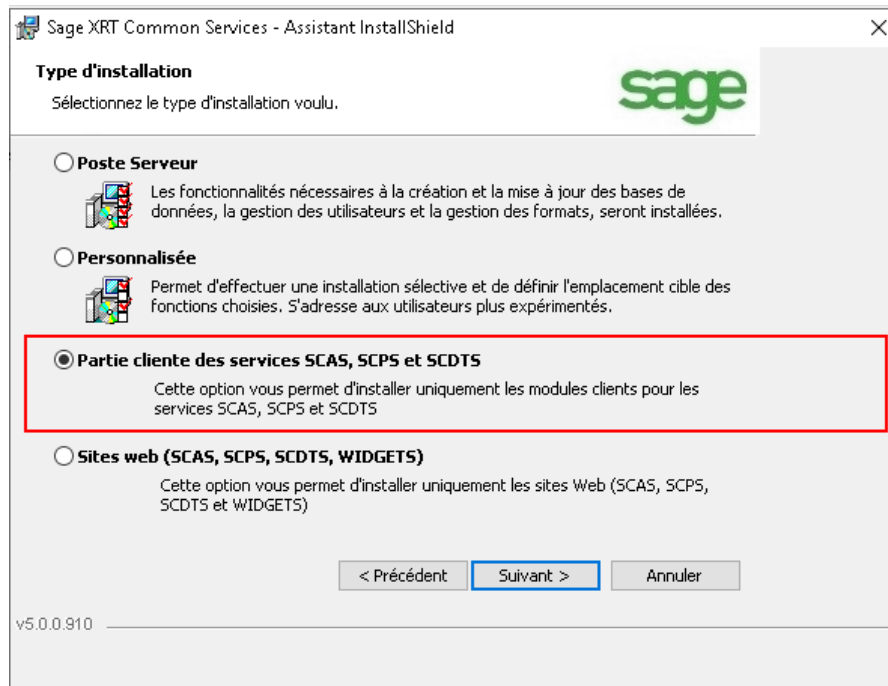 Sage XRT Common Services - Assistant InstallShield
Type d'installation
Sélectionnez le type d'installation voulu.
sage
Poste Serveur
Les fonctionnalités nécessaires à la création et la mise à jour des bases de
données, la gestion des utilisateurs et la gestion des formats, seront installées.
Personnalisée
Permet d'effectuer une installation sélective et de définir l'emplacement cible des
fonctions choisies. S'adresse aux utilisateurs plus expérimentés.
Partie cliente des services SCAS, SCPS et SCDTS
Cette option vous permet d'installer uniquement les modules clients pour les
services SCAS, SCPS et SCDTS
Sites web (SCAS, SCPS, SCDTS, WIDGETS)
Cette option vous permet d'installer uniquement les sites Web (SCAS, SCPS,
SCDTS et WIDGETS)
< Précédent Suivant > Annuler
v5.0.0.910